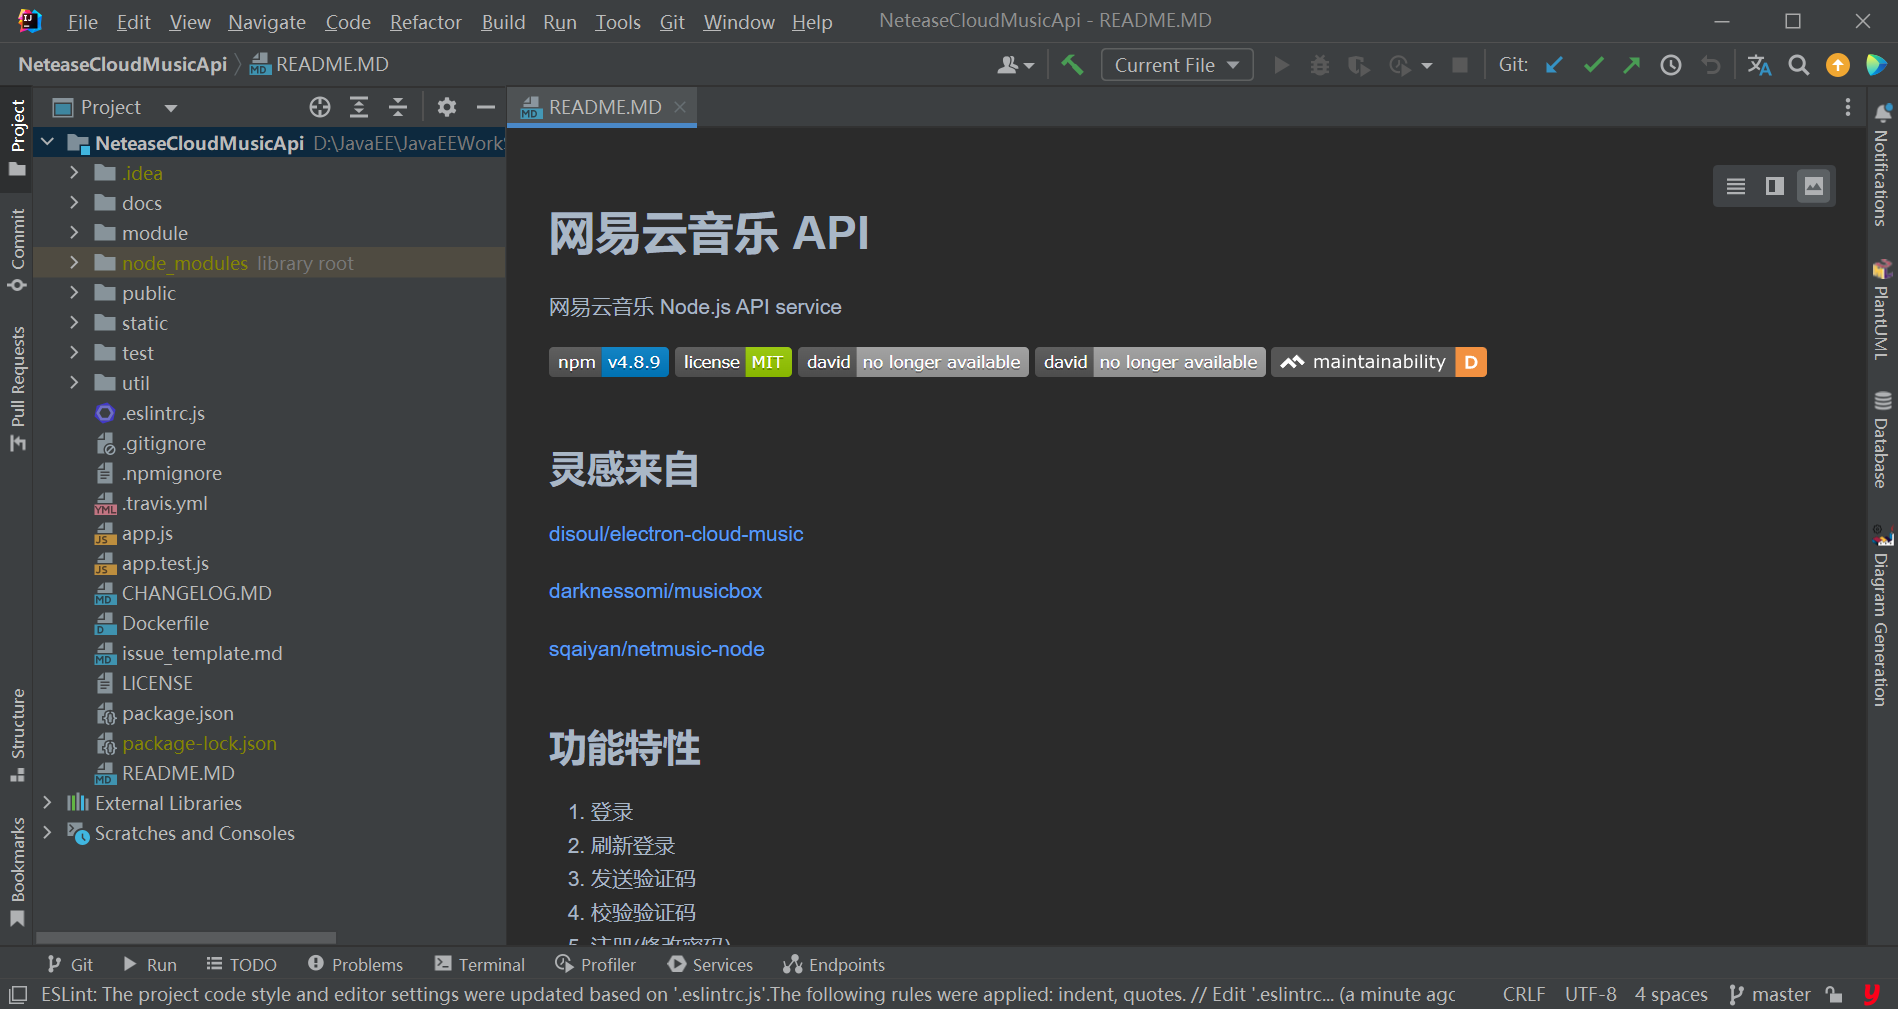 File Edit View Navigate Code Refactor Build Run Tools Git Window Help NeteaseCloudMusicApi - README.MD
NeteaseCloudMusicApi README.MD Current File Git:
Project
README.MD
NeteaseCloudMusicApi D:\JavaEE\JavaEEWork
.idea
docs
module
node_modules library root
public
static
test
util
.eslintrc.js
.gitignore
.npmignore
.travis.yml
app.js
app.test.js
CHANGELOG.MD
Dockerfile
issue_template.md
LICENSE
package.json
package-lock.json
README.MD
External Libraries
Scratches and Consoles
Project
Commit
Pull Requests
Structure
Bookmarks
网易云音乐 API
网易云音乐 Node.js API service
npm v4.8.9 license MIT david no longer available david no longer available maintainability D
灵感来自
disoul/electron-cloud-music
darknessomi/musicbox
sqaiyan/netmusic-node
功能特性
1. 登录
2. 刷新登录
3. 发送验证码
4. 校验验证码
5. 注册(修改密码)
Notifications
PlantUML
Database
Diagram Generation
Git Run TODO Problems Terminal Profiler Services Endpoints
ESLint: The project code style and editor settings were updated based on '.eslintrc.js'.The following rules were applied: indent, quotes. // Edit '.eslintrc... (a minute agc CRLF UTF-8 4 spaces master